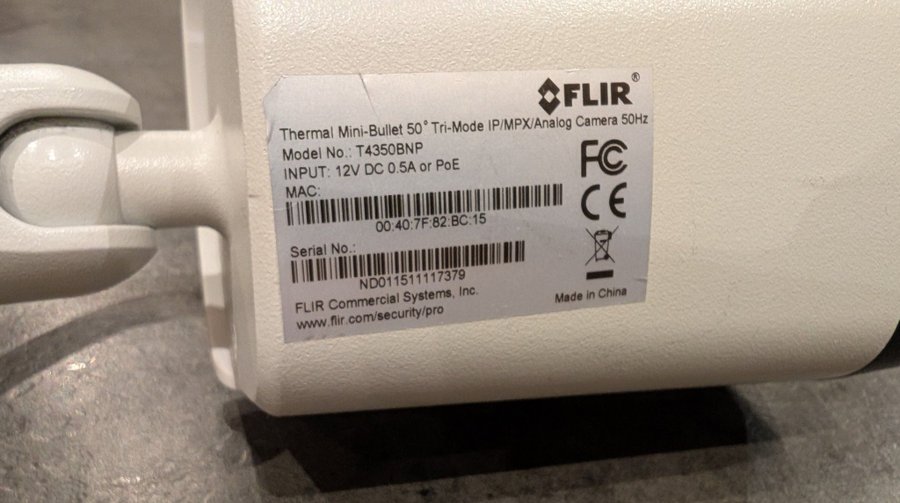 FLIR®
Thermal Mini-Bullet 50° Tri-Mode IP/MPX/Analog Camera 50Hz
Model No.: T4350BNP
INPUT: 12V DC 0.5A or PoE
MAC:
00:40:7F:82:BC:15
Serial No.:
ND011511117379
FLIR Commercial Systems, Inc.
www.flir.com/security/pro
FC
CE
Made in China